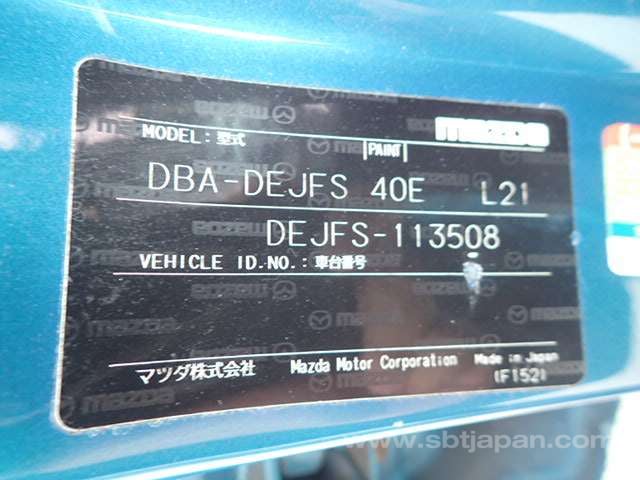 mazda
MODEL: 型式
PAINT
DBA-DEJFS 40E L21
DEJFS-113508
VEHICLE ID.NO.: 車台番号
マツダ株式会社 Mazda Motor Corporation Made in Japan
(F152)
www.sbtjapan.com